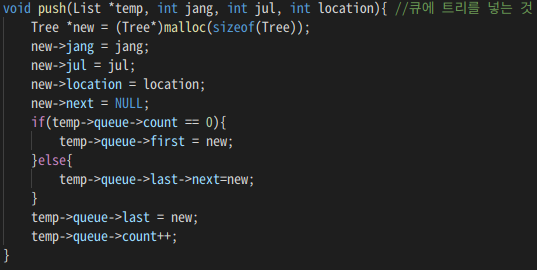 void push(List *temp, int jang, int jul, int location){ //큐에 트리를 넣는 것
    Tree *new = (Tree*)malloc(sizeof(Tree));
    new->jang = jang;
    new->jul = jul;
    new->location = location;
    new->next = NULL;
    if(temp->queue->count == 0){
        temp->queue->first = new;
    }else{
        temp->queue->last->next=new;
    }
    temp->queue->last = new;
    temp->queue->count++;
}